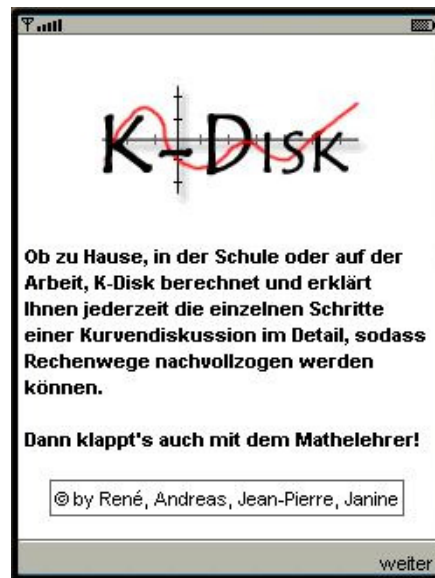 K-DISK
Ob zu Hause, in der Schule oder auf der
Arbeit, K-Disk berechnet und erklärt
Ihnen jederzeit die einzelnen Schritte
einer Kurvendiskussion im Detail, sodass
Rechenwege nachvollzogen werden
können.
Dann klappt's auch mit dem Mathelehrer!
© by René, Andreas, Jean-Pierre, Janine
weiter